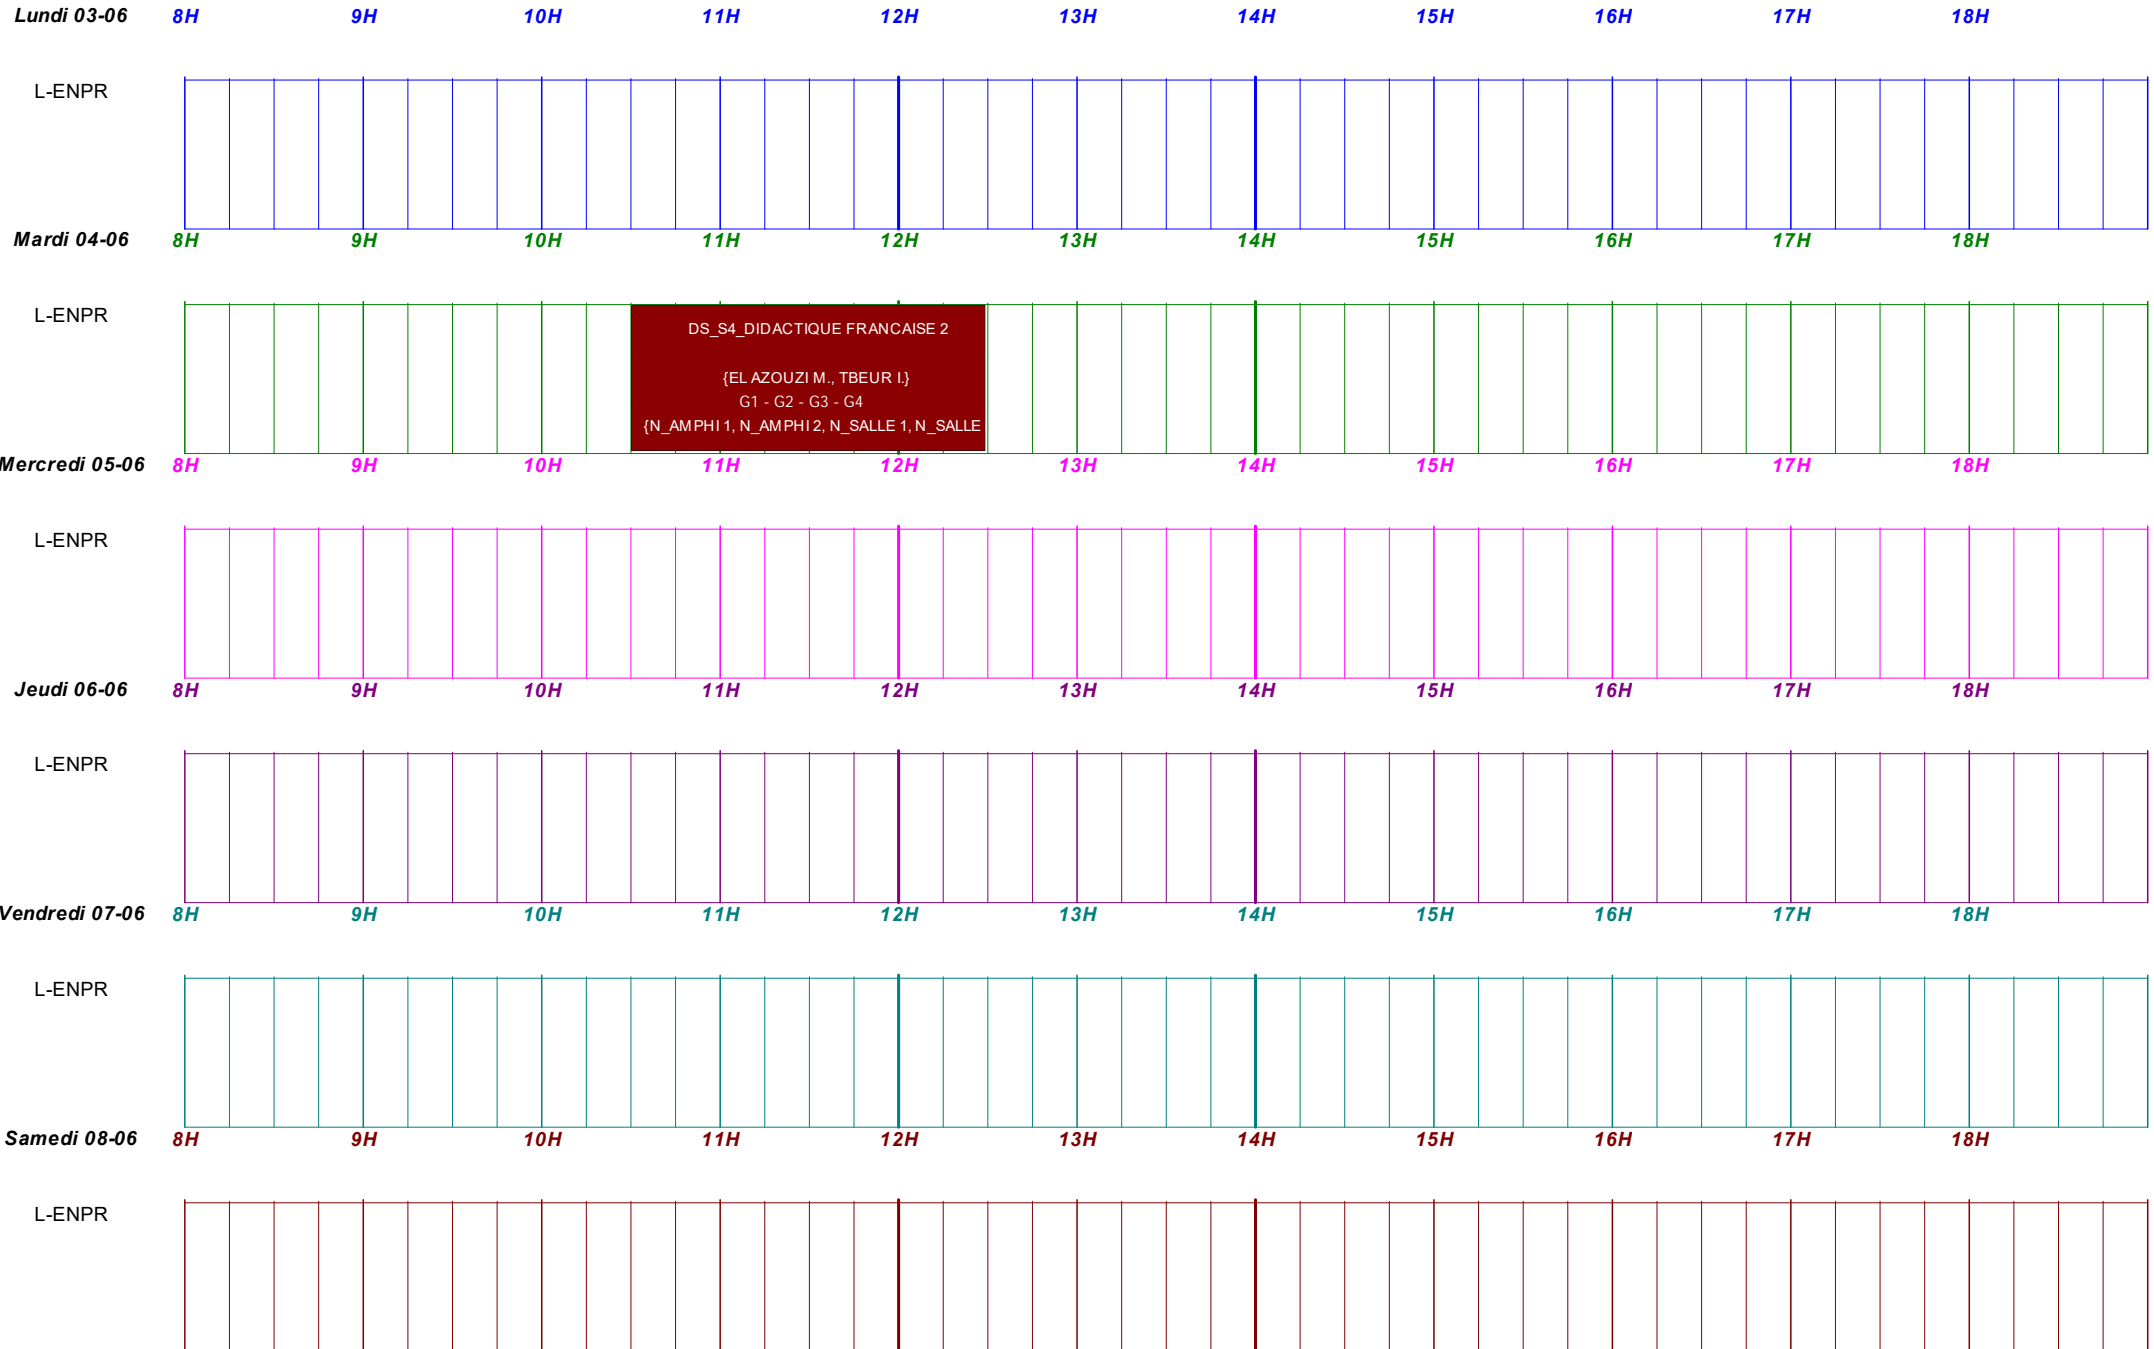 Lundi 03-06 8H 9H 10H 11H 12H 13H 14H 15H 16H 17H 18H
L-ENPR
Mardi 04-06 8H 9H 10H 11H 12H 13H 14H 15H 16H 17H 18H
L-ENPR
DS_S4_DIDACTIQUE FRANCAISE 2
{EL AZOUZI M., TBEUR I.}
G1 - G2 - G3 - G4
{N_AMPHI 1, N_AMPHI 2, N_SALLE 1, N_SALLE
Mercredi 05-06 8H 9H 10H 11H 12H 13H 14H 15H 16H 17H 18H
L-ENPR
Jeudi 06-06 8H 9H 10H 11H 12H 13H 14H 15H 16H 17H 18H
L-ENPR
Vendredi 07-06 8H 9H 10H 11H 12H 13H 14H 15H 16H 17H 18H
L-ENPR
Samedi 08-06 8H 9H 10H 11H 12H 13H 14H 15H 16H 17H 18H
L-ENPR